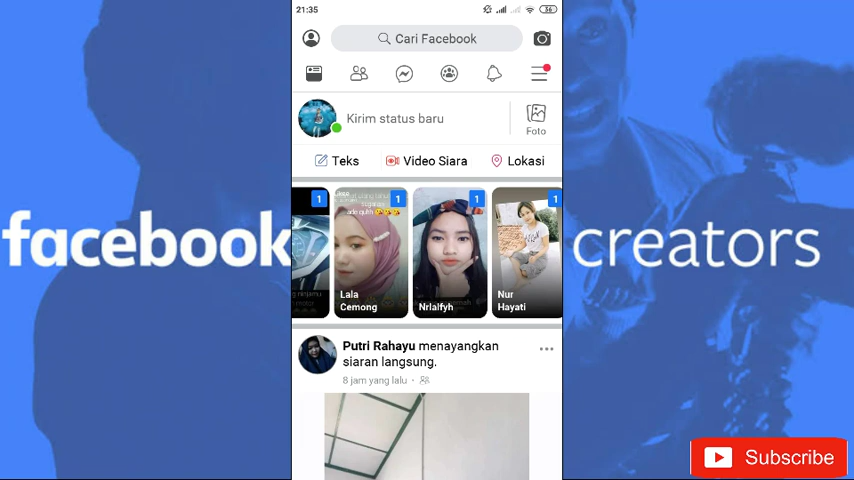 21:35
56
Cari Facebook
Kirim status baru
Foto
Teks
Video Siara
Lokasi
1
1
1
1
Lala
Cemong
Nrlalfyh
Nur
Hayati
Putri Rahayu menayangkan
siaran langsung.
8 jam yang lalu
facebook
creators
Subscribe